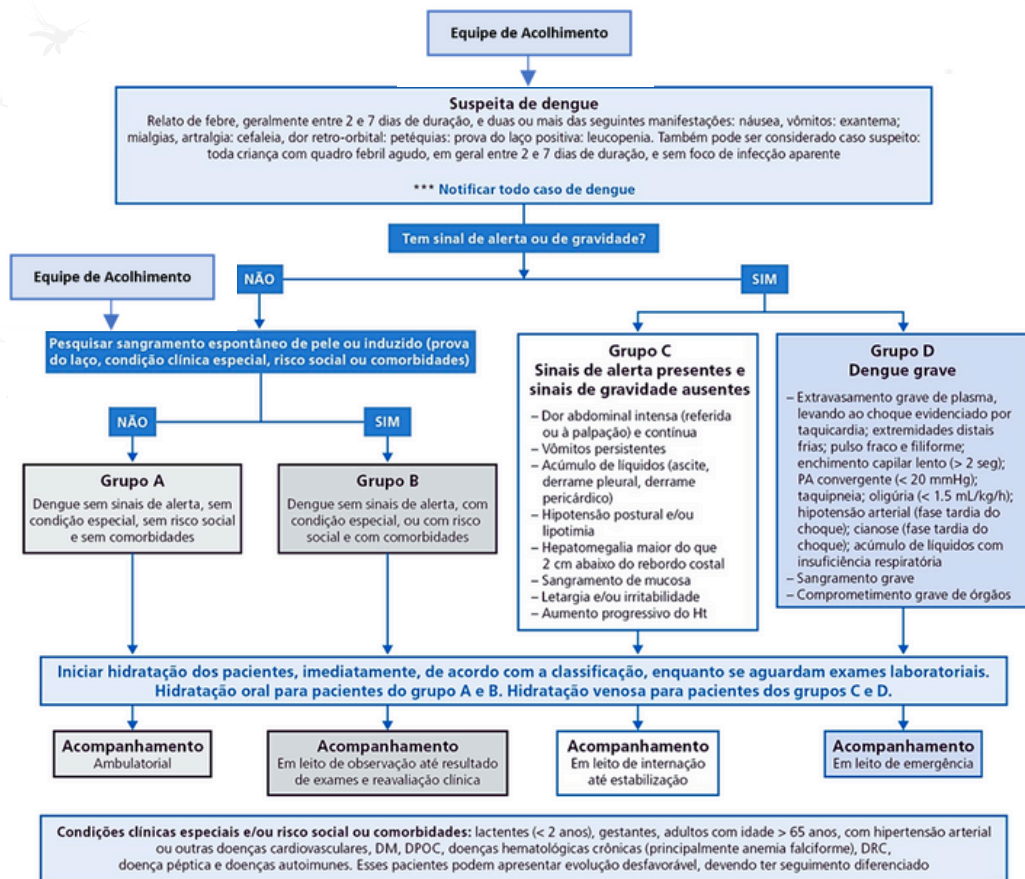 Equipe de Acolhimento
Suspeita de dengue
Relato de febre, geralmente entre 2 e 7 dias de duração, e duas ou mais das seguintes manifestações: náusea, vômitos: exantema;
mialgias, artralgia: cefaleia, dor retro-orbital: petéquias: prova do laço positiva: leucopenia. Também pode ser considerado caso suspeito:
toda criança com quadro febril agudo, em geral entre 2 e 7 dias de duração, e sem foco de infecção aparente
*** Notificar todo caso de dengue
Tem sinal de alerta ou de gravidade?
Equipe de Acolhimento
NÃO
SIM
Pesquisar sangramento espontâneo de pele ou induzido (prova
do laço, condição clínica especial, risco social ou comorbidades)
NÃO
SIM
Grupo A
Dengue sem sinais de alerta, sem
condição especial, sem risco social
e sem comorbidades
Grupo B
Dengue sem sinais de alerta, com
condição especial, ou com risco
social e com comorbidades
Grupo C
Sinais de alerta presentes e
sinais de gravidade ausentes
– Dor abdominal intensa (referida
ou à palpação) e contínua
– Vômitos persistentes
– Acúmulo de líquidos (ascite,
derrame pleural, derrame
pericárdico)
– Hipotensão postural e/ou
lipotimia
– Hepatomegalia maior do que
2 cm abaixo do rebordo costal
– Sangramento de mucosa
– Letargia e/ou irritabilidade
– Aumento progressivo do Ht
Grupo D
Dengue grave
– Extravasamento grave de plasma,
levando ao choque evidenciado por
taquicardia; extremidades distais
frias; pulso fraco e filiforme;
enchimento capilar lento (> 2 seg);
PA convergente (< 20 mmHg);
taquipneia; oligúria (< 1.5 mL/kg/h);
hipotensão arterial (fase tardia do
choque); cianose (fase tardia do
choque); acúmulo de líquidos com
insuficiência respiratória
– Sangramento grave
– Comprometimento grave de órgãos
Iniciar hidratação dos pacientes, imediatamente, de acordo com a classificação, enquanto se aguardam exames laboratoriais.
Hidratação oral para pacientes do grupo A e B. Hidratação venosa para pacientes dos grupos C e D.
Acompanhamento
Ambulatorial
Acompanhamento
Em leito de observação até resultado
de exames e reavaliação clínica
Acompanhamento
Em leito de internação
até estabilização
Acompanhamento
Em leito de emergência
Condições clínicas especiais e/ou risco social ou comorbidades: lactentes (< 2 anos), gestantes, adultos com idade > 65 anos, com hipertensão arterial
ou outras doenças cardiovasculares, DM, DPOC, doenças hematológicas crônicas (principalmente anemia falciforme), DRC,
doença péptica e doenças autoimunes. Esses pacientes podem apresentar evolução desfavorável, devendo ter seguimento diferenciado